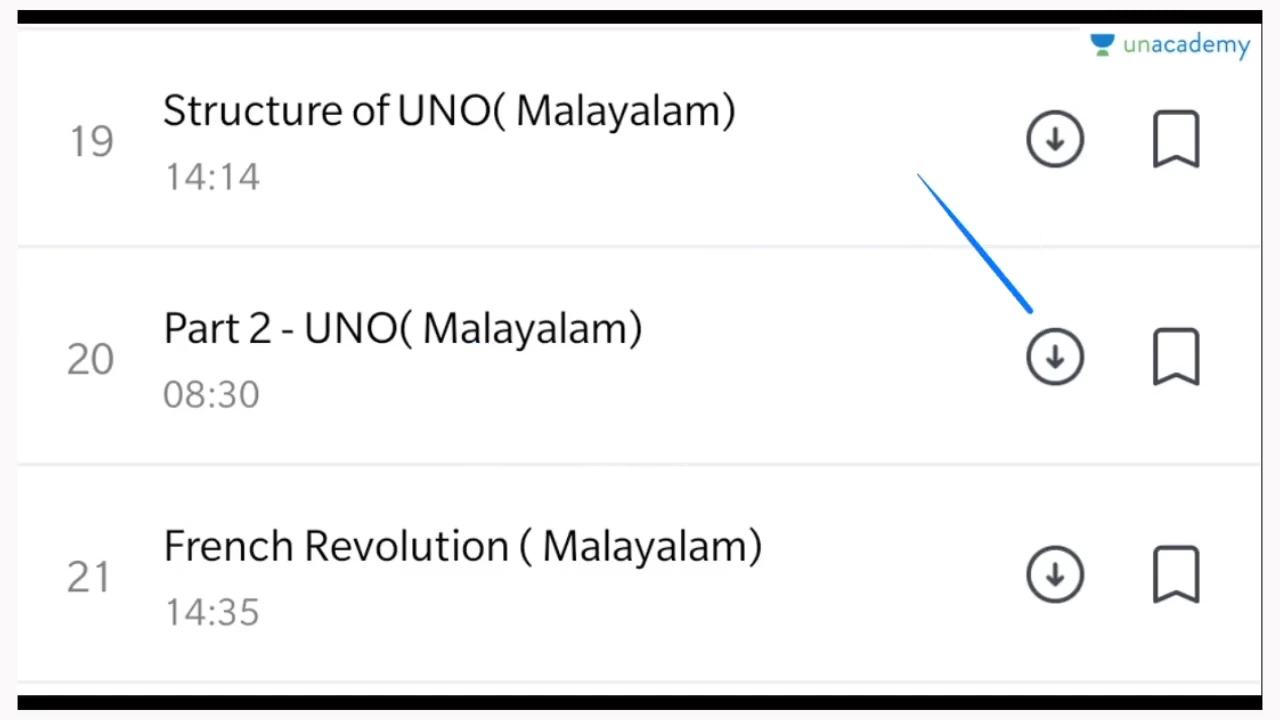 unacademy
19
Structure of UNO( Malayalam)
14:14
20
Part 2 - UNO( Malayalam)
08:30
21
French Revolution ( Malayalam)
14:35